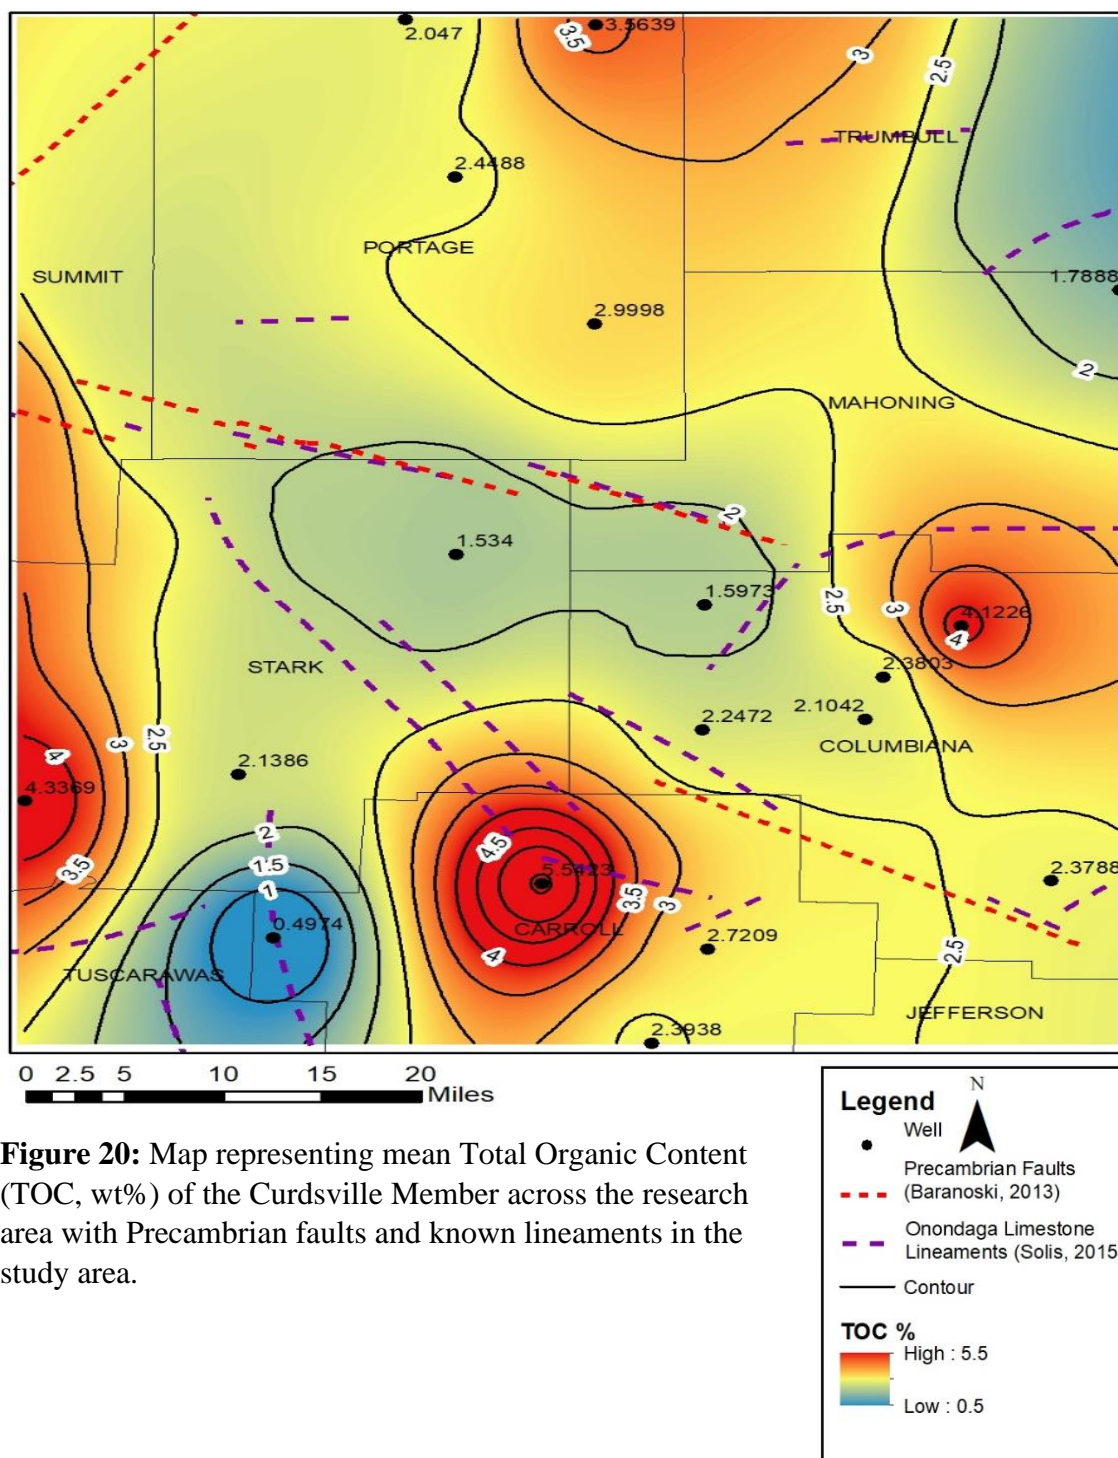 2.047
3.5639
3.5
3
2.5
TRUMBULL
2.4488
PORTAGE
SUMMIT
1.7888
2.9998
2
MAHONING
2
1.534
1.5973
2.5
3
4.1226
4
STARK
2.3803
2.1042
2.2472
COLUMBIANA
3
2.5
4
4.3369
2.1386
2
4.5
1.5
3.5
1
5.5423
3.5
3
2.3788
0.4974
CARROLL
2.7209
4
2.5
TUSCARAWAS
JEFFERSON
2.3938
0 2.5 5 10 15 20
Miles
Figure 20: Map representing mean Total Organic Content
(TOC, wt%) of the Curdsville Member across the research
area with Precambrian faults and known lineaments in the
study area.
N
Legend
Well
Precambrian Faults
(Baranoski, 2013)
Onondaga Limestone
Lineaments (Solis, 2015
Contour
TOC %
High : 5.5
Low : 0.5